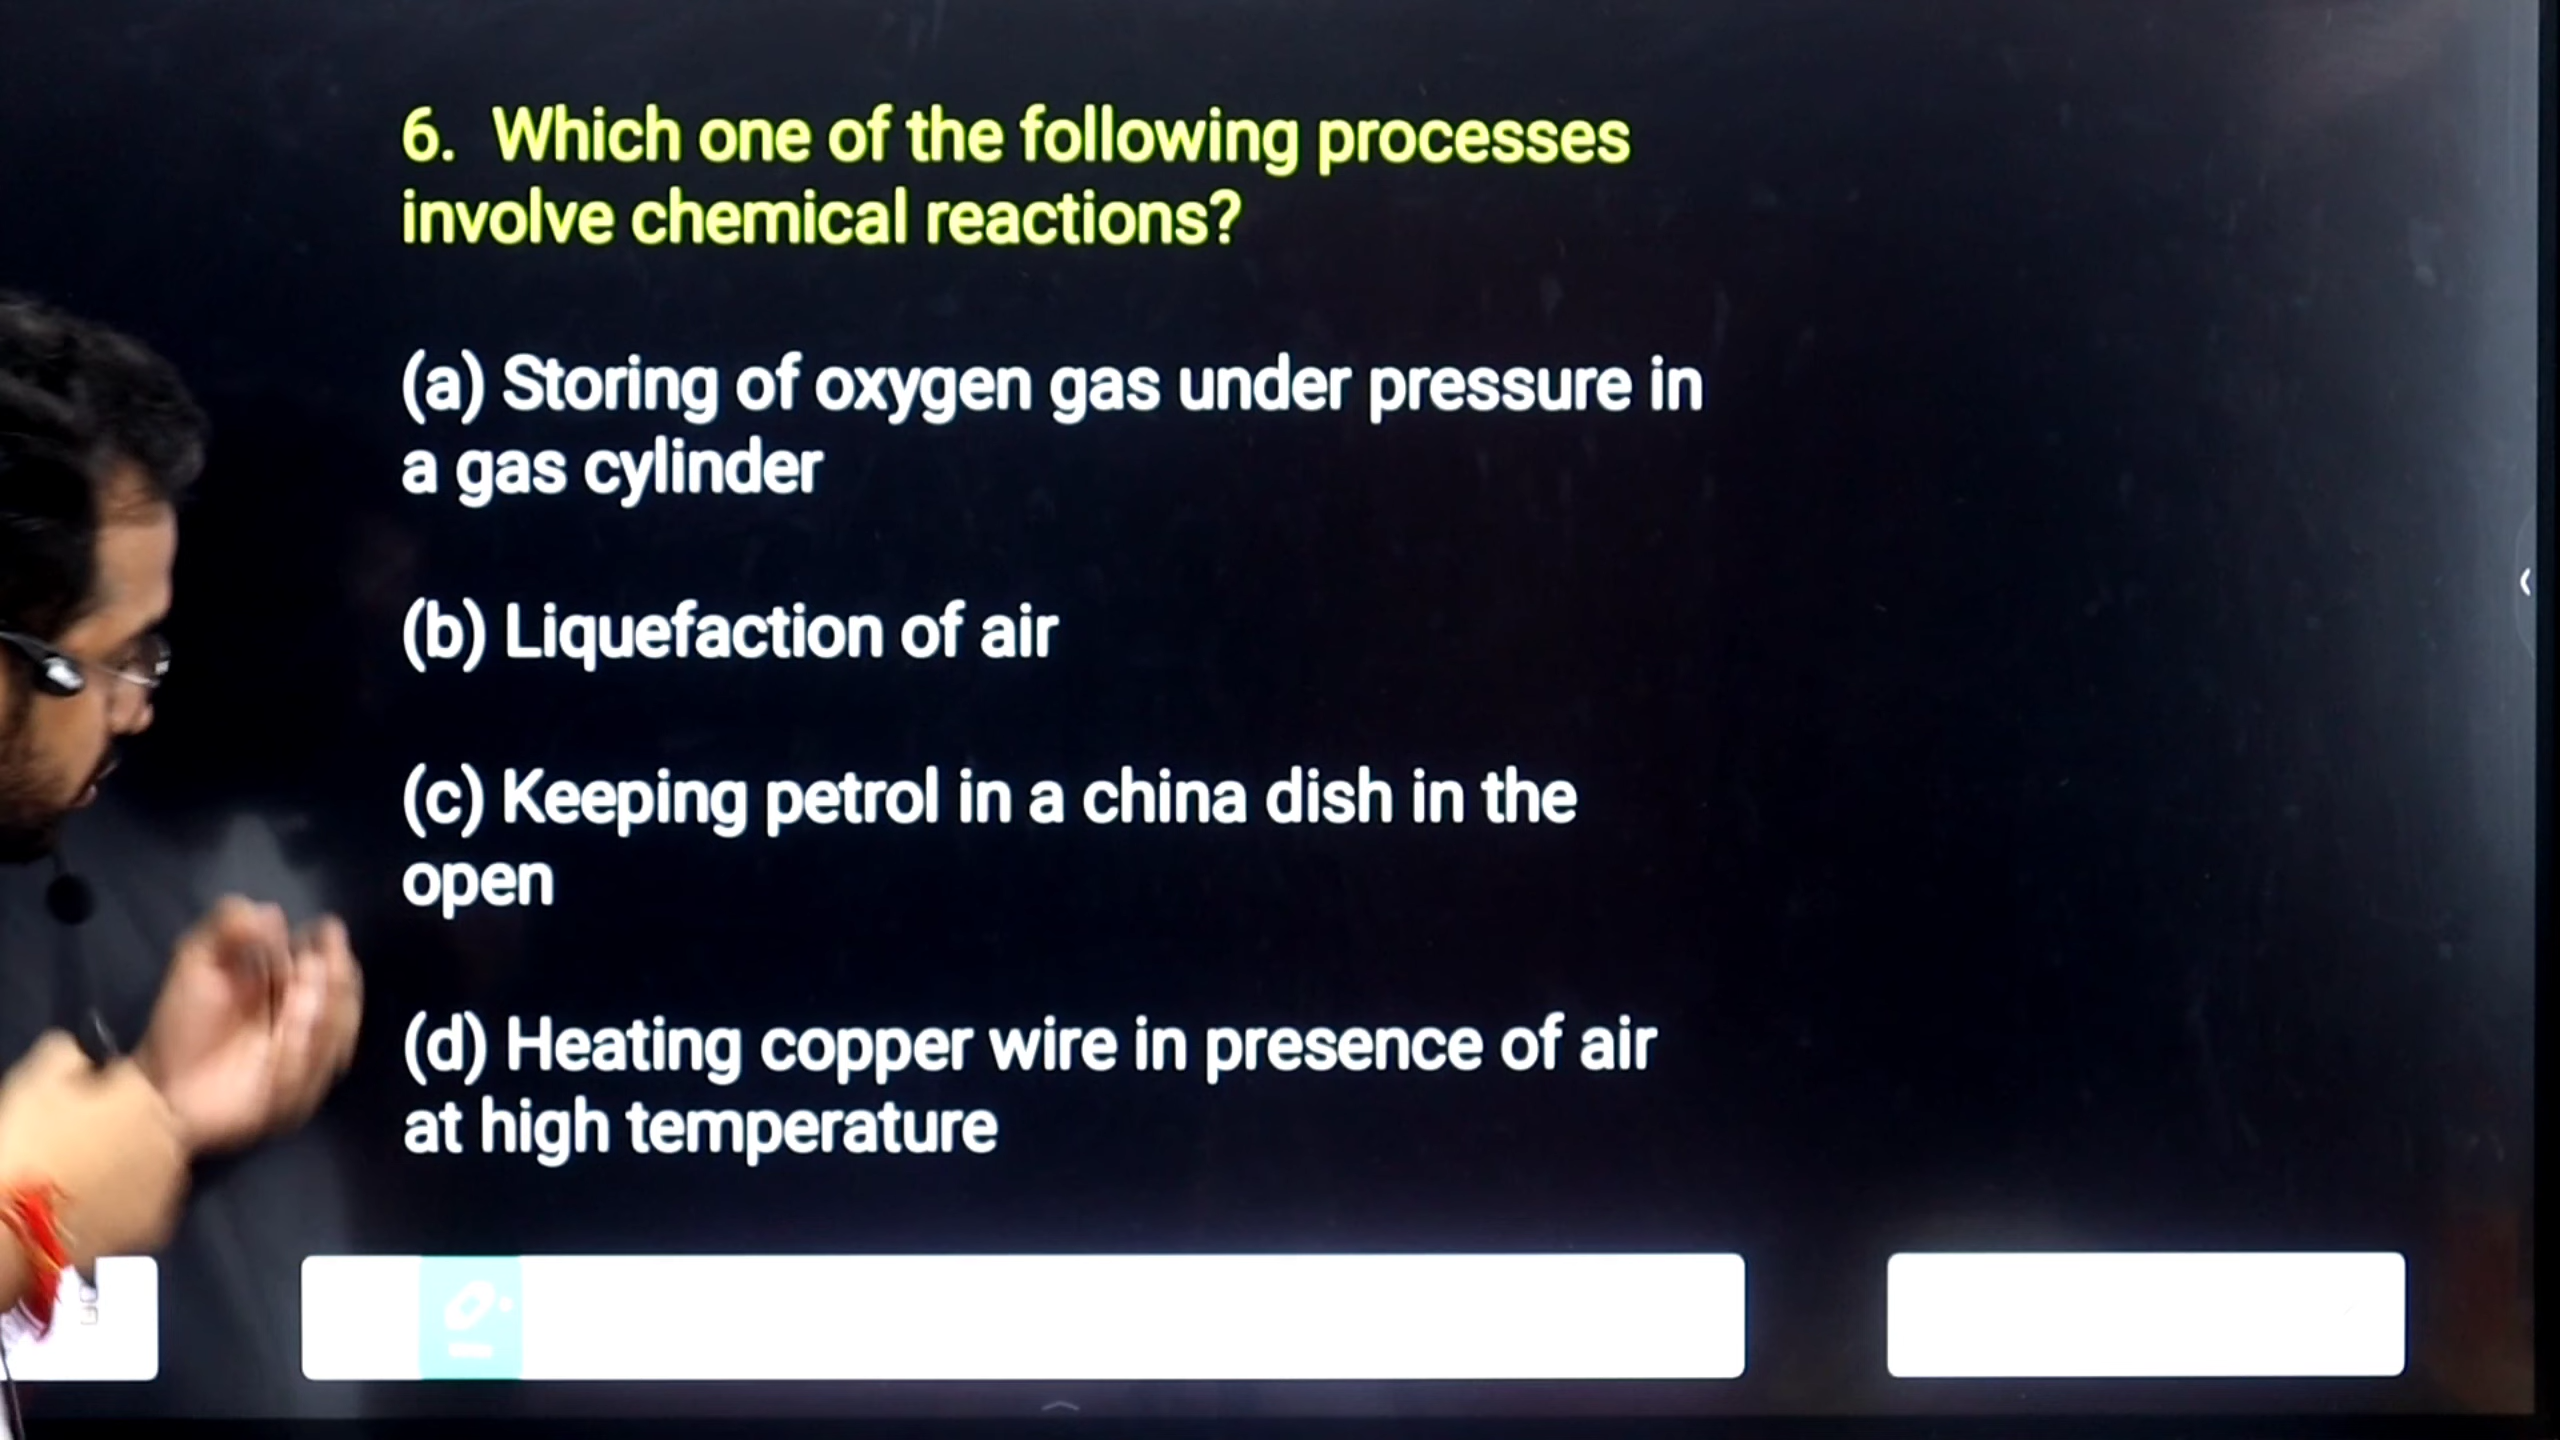 6. Which one of the following processes
involve chemical reactions?
(a) Storing of oxygen gas under pressure in
a gas cylinder
(b) Liquefaction of air
(c) Keeping petrol in a china dish in the
open
(d) Heating copper wire in presence of air
at high temperature